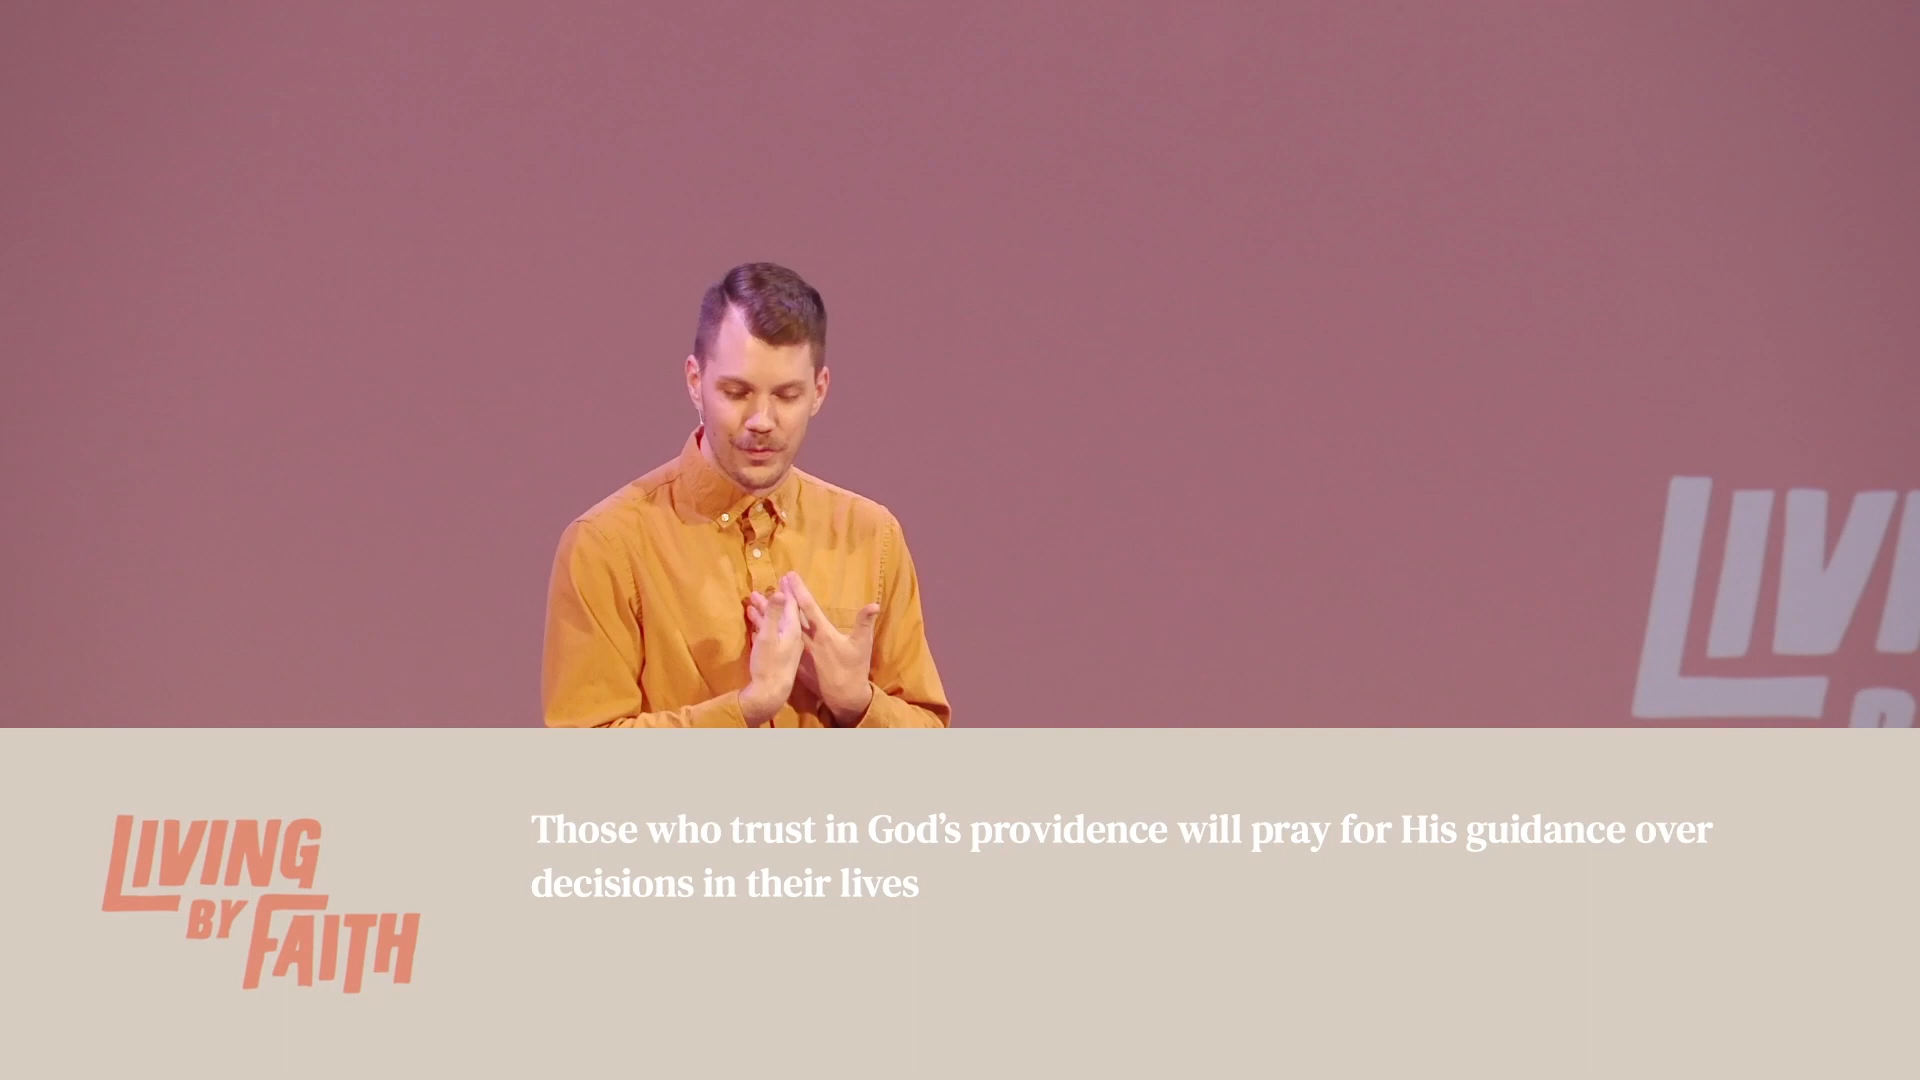 LIVI
LIVING
BY FAITH
Those who trust in God’s providence will pray for His guidance over
decisions in their lives